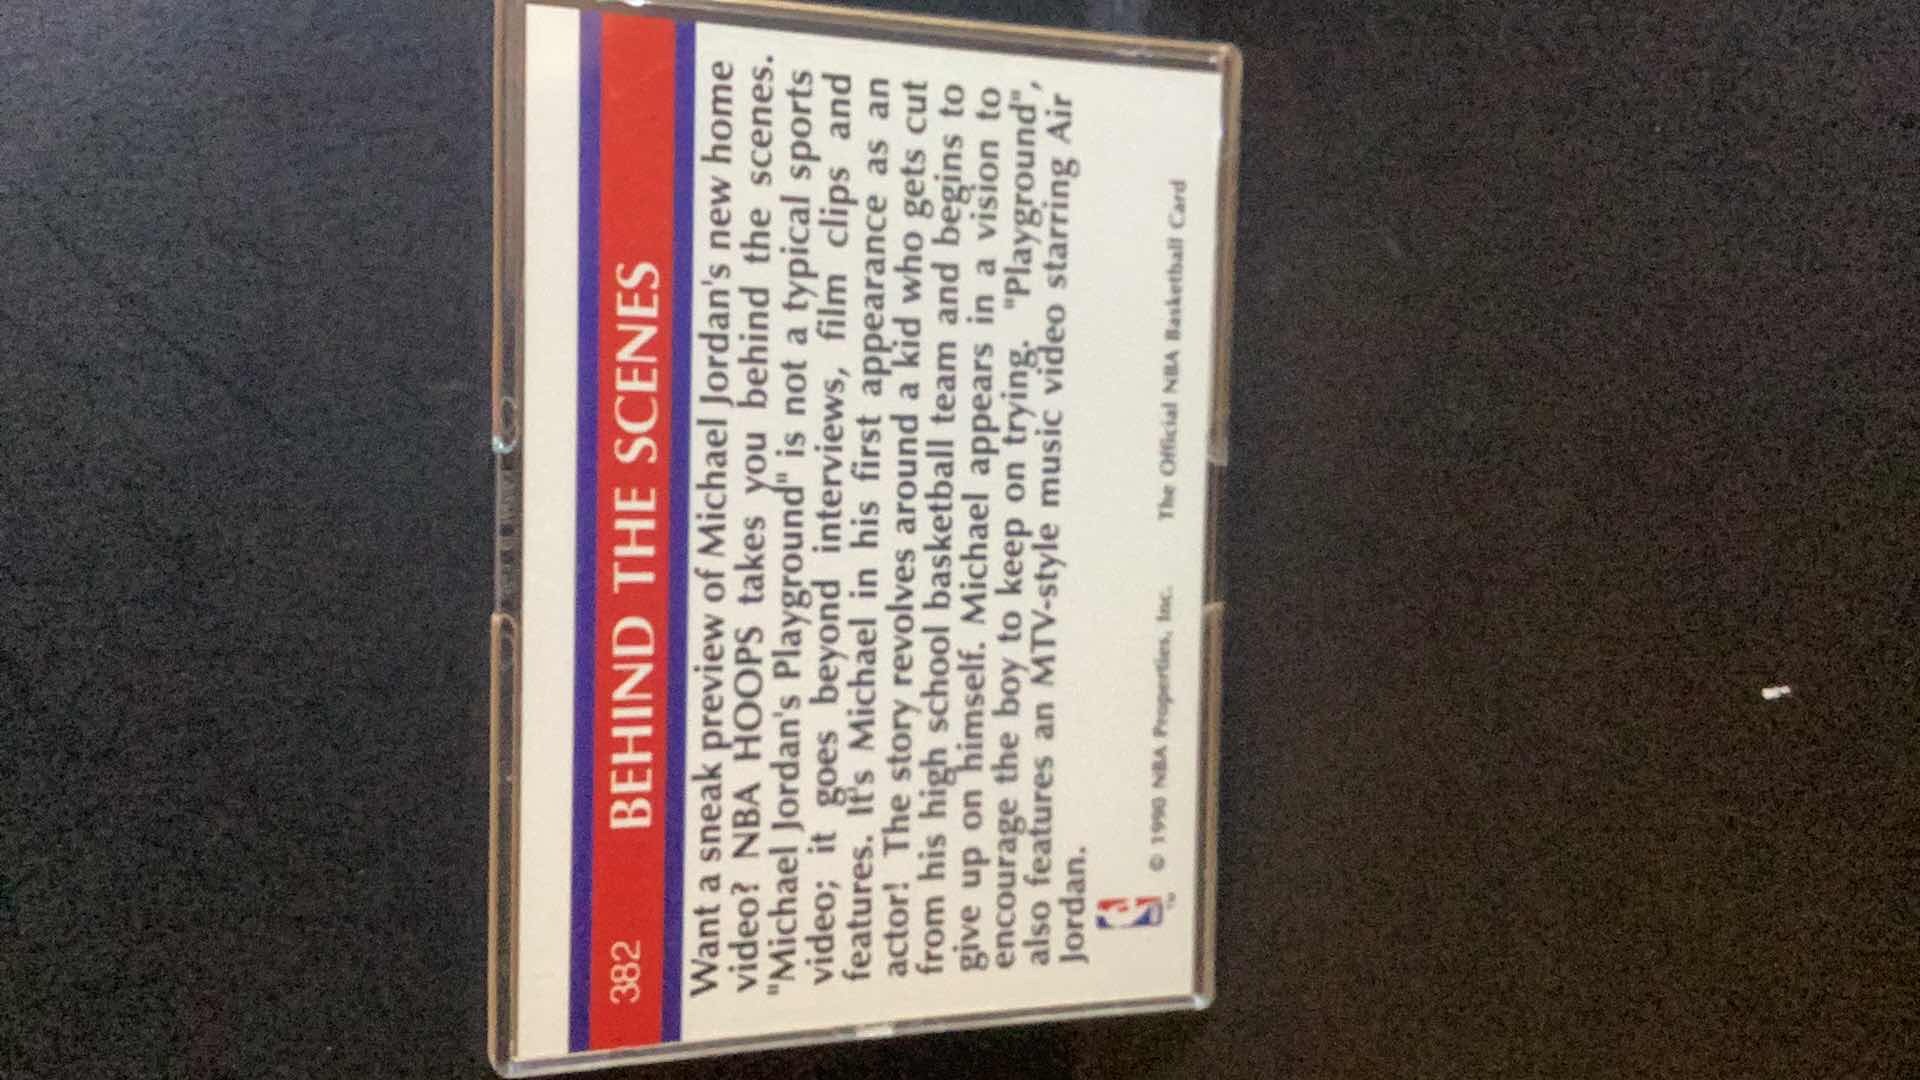 382 BEHIND THE SCENES
Want a sneak preview of Michael Jordan's new home
video? NBA HOOPS takes you behind the scenes.
"Michael Jordan's Playground" is not a typical sports
video; it goes beyond interviews, film clips and
features. It's Michael in his first appearance as an
actor! The story revolves around a kid who gets cut
from his high school basketball team and begins to
give up on himself. Michael appears in a vision to
encourage the boy to keep on trying. "Playground",
also features an MTV-style music video starring Air
Jordan.
© 1990 NBA Properties, Inc. The Official NBA Basketball Card